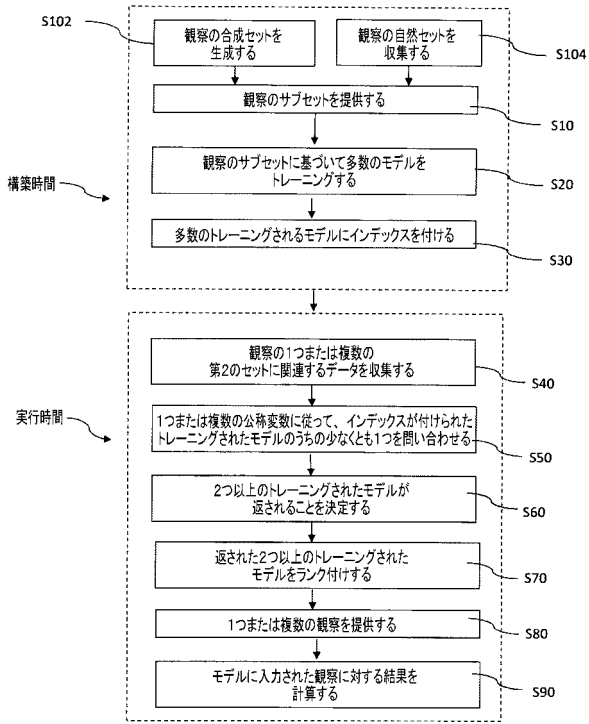 S102
観察の合成セットを
生成する
観察の自然セットを
収集する
S104
観察のサブセットを提供する
S10
観察のサブセットに基づいて多数のモデルを
トレーニングする
S20
構築時間
多数のトレーニングされるモデルにインデックスを付ける
S30
観察の1つまたは複数の
第2のセットに関連するデータを収集する
S40
実行時間
1つまたは複数の公称変数に従って、インデックスが付けられた
トレーニングされたモデルのうちの少なくとも1つを問い合わせる
S50
2つ以上のトレーニングされたモデルが
返されることを決定する
S60
返された2つ以上のトレーニングされた
モデルをランク付けする
S70
1つまたは複数の観察を提供する
S80
モデルに入力された観察に対する結果を
計算する
S90